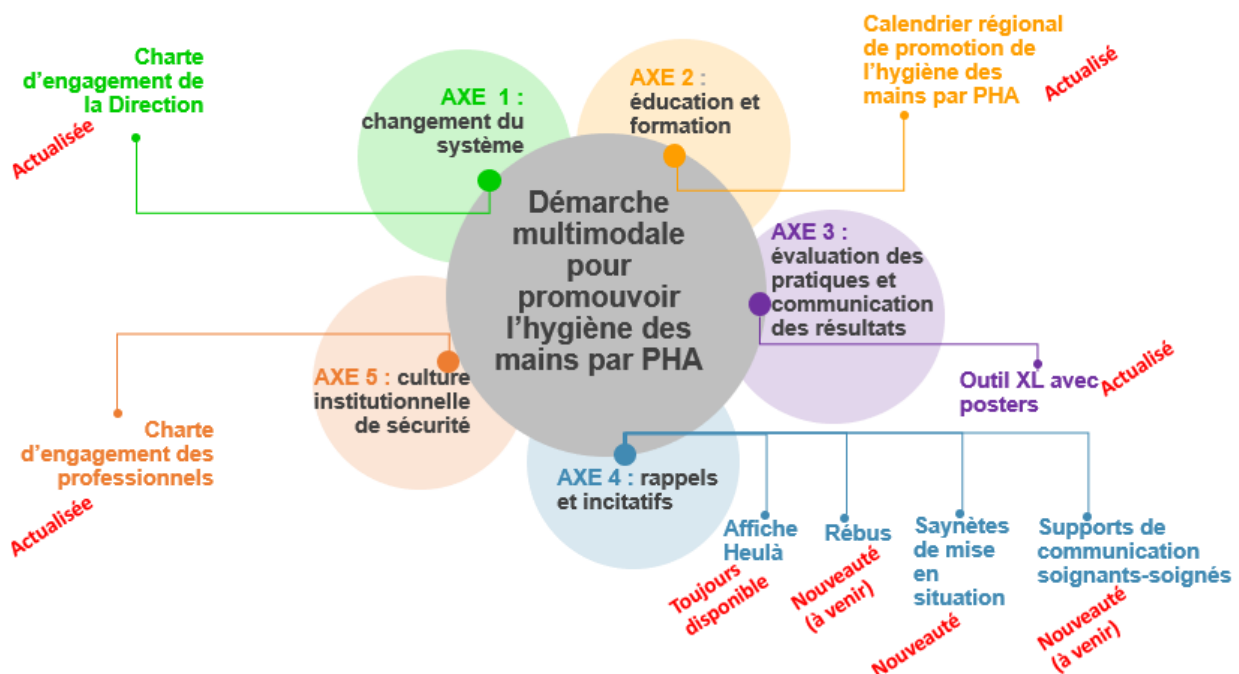 Démarche
multimodale
pour
promouvoir
l’hygiène des
mains par PHA
AXE 1 :
changement du
système
Charte
d’engagement de
la Direction
Actualisée
AXE 2 :
éducation et
formation
Calendrier régional
de promotion de
l’hygiène des
mains par PHA
Actualisé
AXE 3 :
évaluation des
pratiques et
communication
des résultats
Outil XL avec
posters
Actualisé
AXE 4 : rappels
et incitatifs
Affiche
Heulà
Toujours
disponible
Rébus
Nouveauté
(à venir)
Saynètes
de mise
en
situation
Nouveauté
Supports de
communication
soignants-soignés
Nouveauté
(à venir)
AXE 5 : culture
institutionnelle
de sécurité
Charte
d’engagement des
professionnels
Actualisée